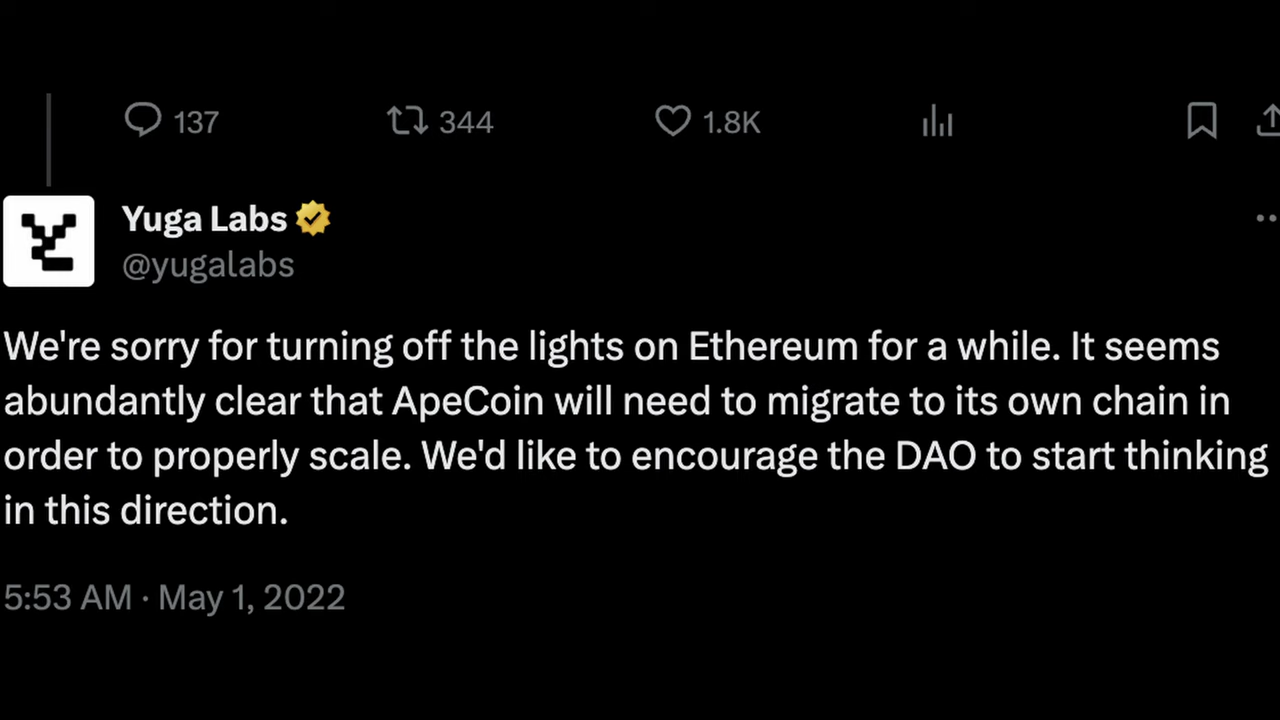 137 344 1.8K
Yuga Labs
@yugalabs
We're sorry for turning off the lights on Ethereum for a while. It seems
abundantly clear that ApeCoin will need to migrate to its own chain in
order to properly scale. We'd like to encourage the DAO to start thinking
in this direction.
5:53 AM · May 1, 2022